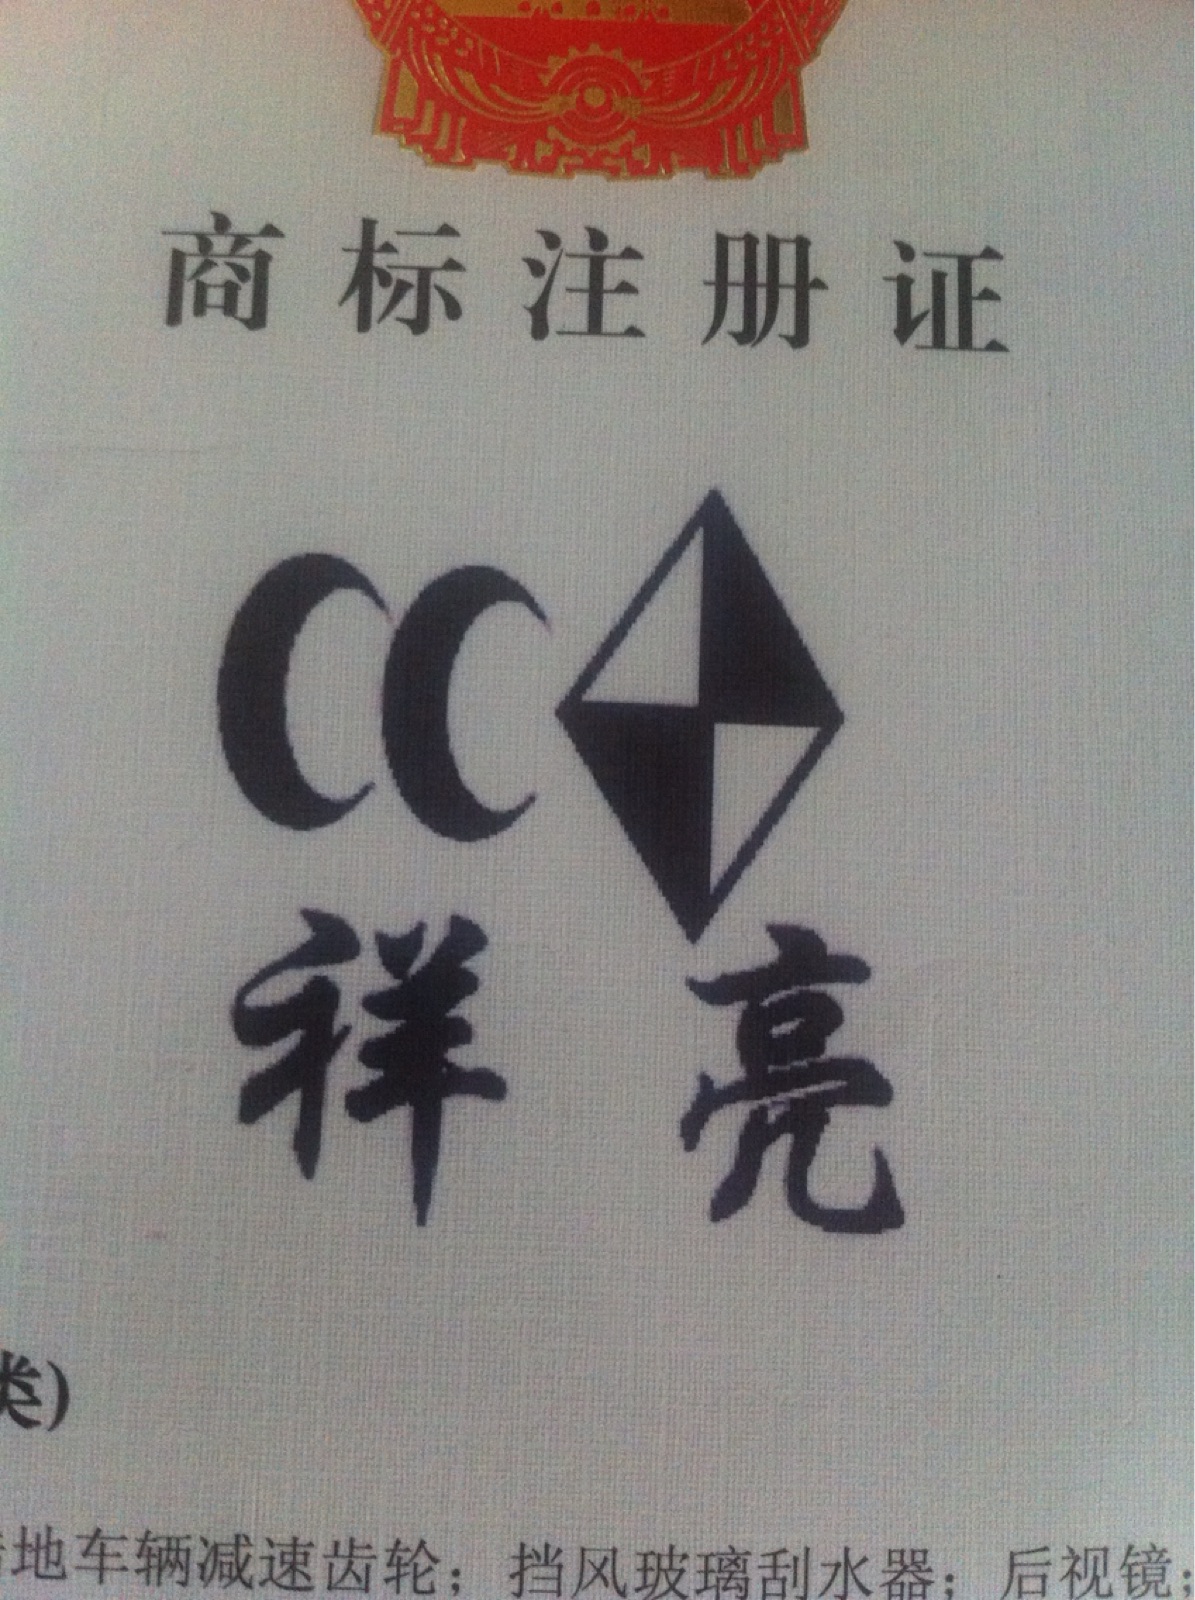 商标注册证
CC
祥亮
类)
地车辆减速齿轮；挡风玻璃刮水器；后视镜；